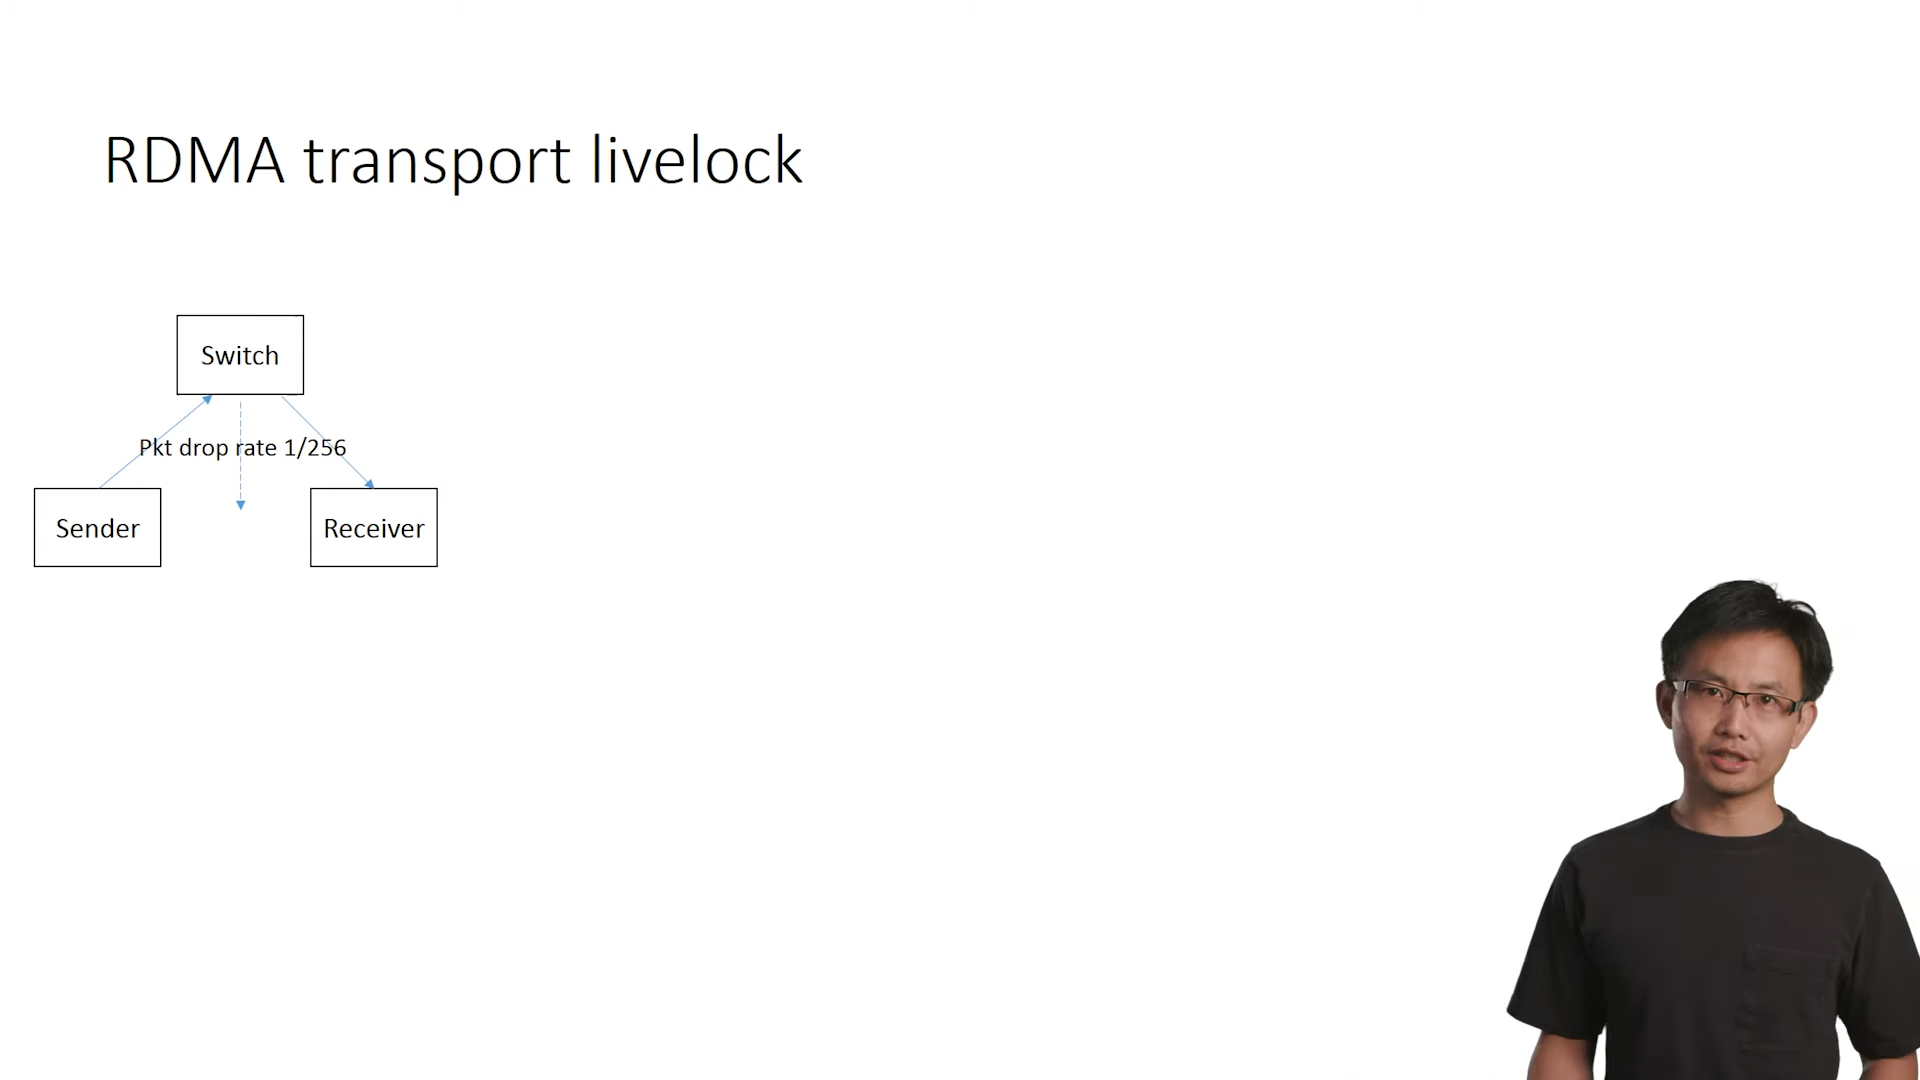 RDMA transport livelock
Switch
Pkt drop rate 1/256
Sender
Receiver